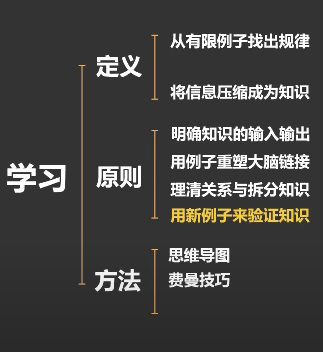 学习
定义
从有限例子找出规律
将信息压缩成为知识
原则
明确知识的输入输出
用例子重塑大脑链接
理清关系与拆分知识
用新例子来验证知识
方法
思维导图
费曼技巧